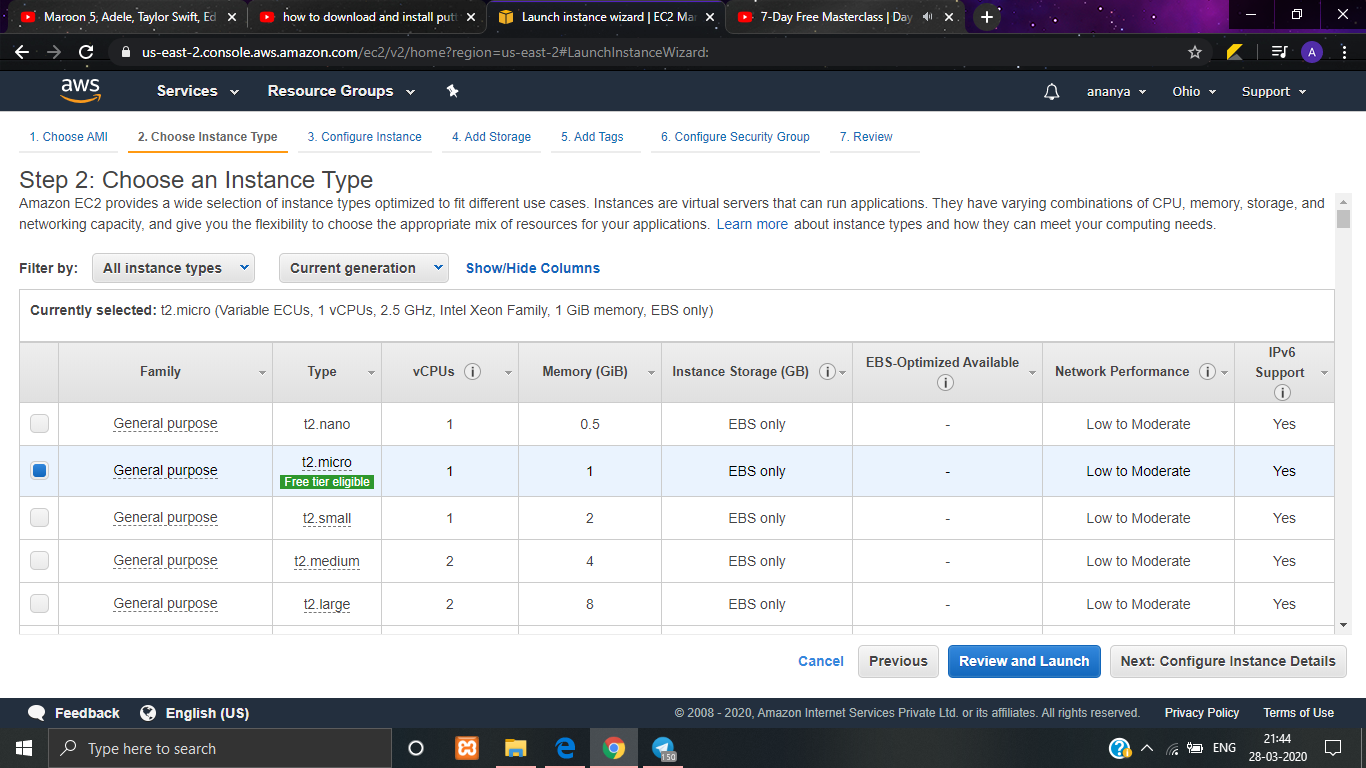 Maroon 5, Adele, Taylor Swift, Ed
how to download and install putt
Launch instance wizard | EC2 Ma
7-Day Free Masterclass | Day
us-east-2.console.aws.amazon.com/ec2/v2/home?region=us-east-2#LaunchInstanceWizard:
A
aws
Services
Resource Groups
ananya
Ohio
Support
1. Choose AMI
2. Choose Instance Type
3. Configure Instance
4. Add Storage
5. Add Tags
6. Configure Security Group
7. Review
Step 2: Choose an Instance Type
Amazon EC2 provides a wide selection of instance types optimized to fit different use cases. Instances are virtual servers that can run applications. They have varying combinations of CPU, memory, storage, and
networking capacity, and give you the flexibility to choose the appropriate mix of resources for your applications. Learn more about instance types and how they can meet your computing needs.
Filter by: All instance types Current generation Show/Hide Columns
Currently selected: t2.micro (Variable ECUs, 1 vCPUs, 2.5 GHz, Intel Xeon Family, 1 GiB memory, EBS only)
Family
Type
vCPUs i
Memory (GiB)
Instance Storage (GB) i
EBS-Optimized Available
i
Network Performance i
IPv6
Support
i
General purpose t2.nano 1 0.5 EBS only - Low to Moderate Yes
General purpose t2.micro 1 1 EBS only - Low to Moderate Yes
Free tier eligible
General purpose t2.small 1 2 EBS only - Low to Moderate Yes
General purpose t2.medium 2 4 EBS only - Low to Moderate Yes
General purpose t2.large 2 8 EBS only - Low to Moderate Yes
Cancel
Previous
Review and Launch
Next: Configure Instance Details
Feedback
English (US)
© 2008 - 2020, Amazon Internet Services Private Ltd. or its affiliates. All rights reserved.
Privacy Policy
Terms of Use
Type here to search
150
ENG
21:44
28-03-2020